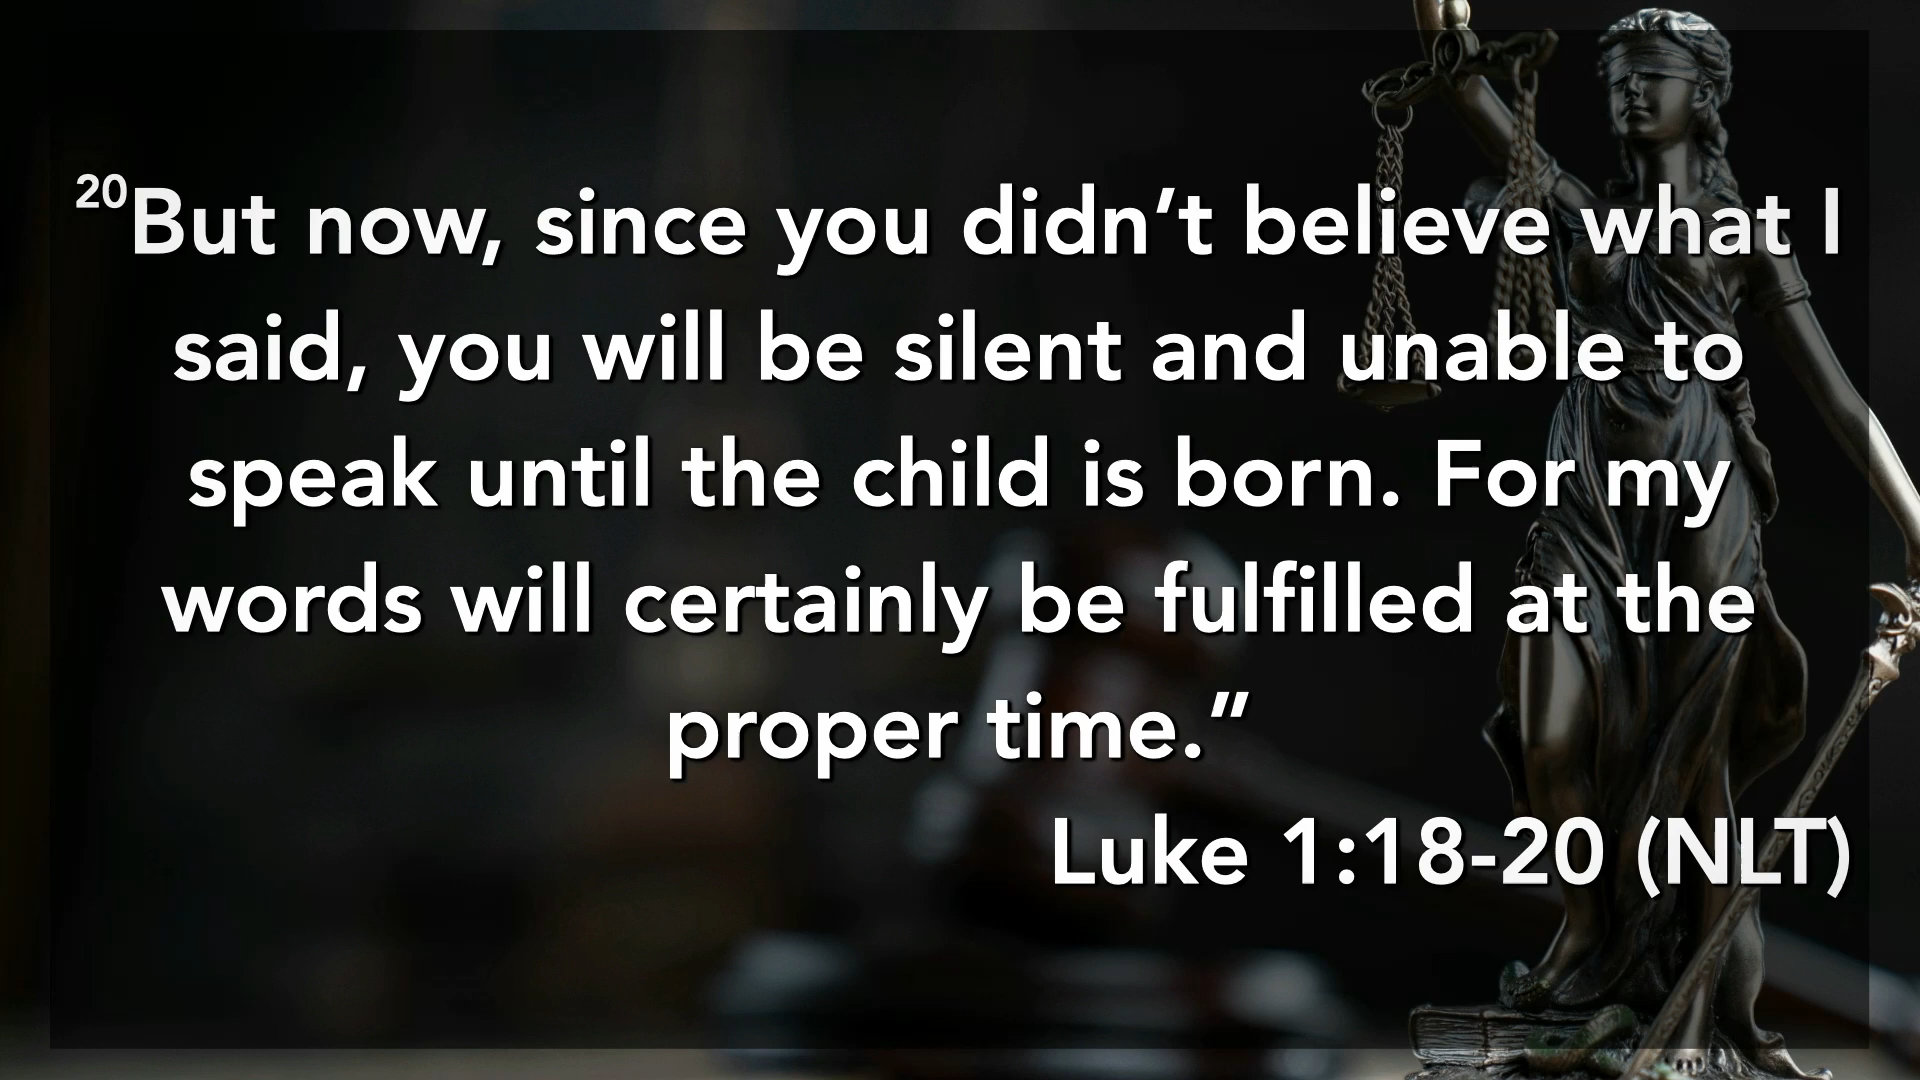 20But now, since you didn’t believe what I
said, you will be silent and unable to
speak until the child is born. For my
words will certainly be fulfilled at the
proper time.”
Luke 1:18-20 (NLT)